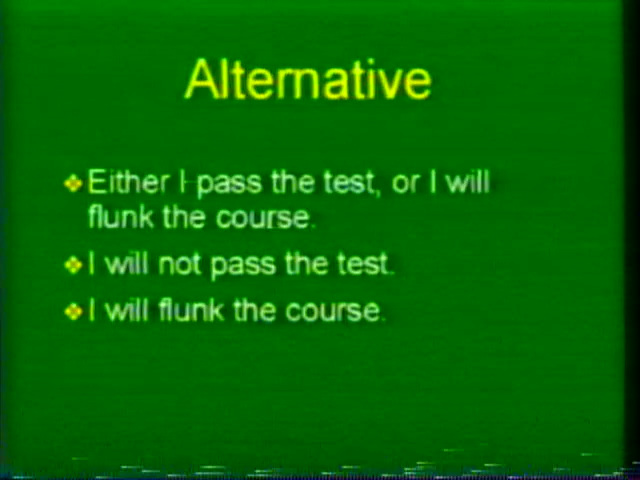 Alternative
Either I pass the test, or I will
flunk the course.
I will not pass the test.
I will flunk the course.